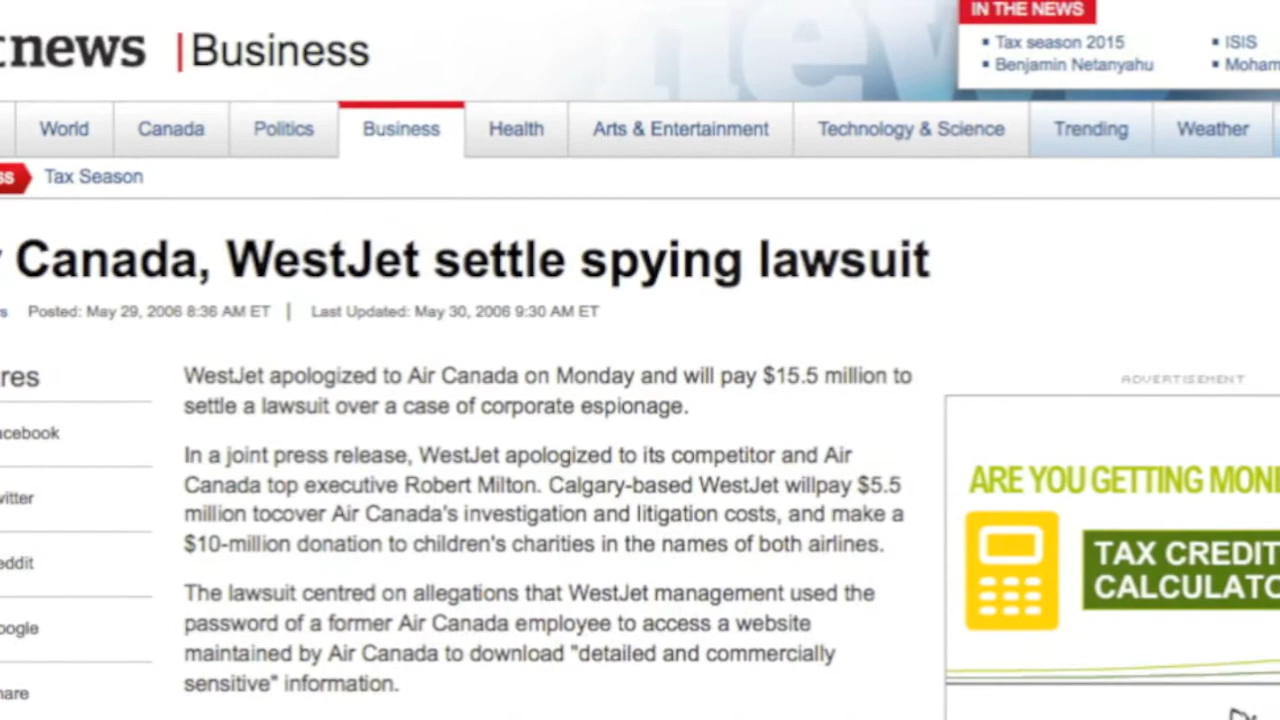 IN THE NEWS
news | Business
Tax season 2015
ISIS
Benjamin Netanyahu
World Canada Politics Business Health Arts & Entertainment Technology & Science Trending Weather
Tax Season
Canada, WestJet settle spying lawsuit
Posted: May 29, 2006 8:36 AM ET | Last Updated: May 30, 2006 9:30 AM ET
WestJet apologized to Air Canada on Monday and will pay $15.5 million to
settle a lawsuit over a case of corporate espionage.
In a joint press release, WestJet apologized to its competitor and Air
Canada top executive Robert Milton. Calgary-based WestJet willpay $5.5
million tocover Air Canada's investigation and litigation costs, and make a
$10-million donation to children's charities in the names of both airlines.
The lawsuit centred on allegations that WestJet management used the
password of a former Air Canada employee to access a website
maintained by Air Canada to download "detailed and commercially
sensitive" information.
ADVERTISEMENT
ARE YOU GETTING
TAX CREDIT